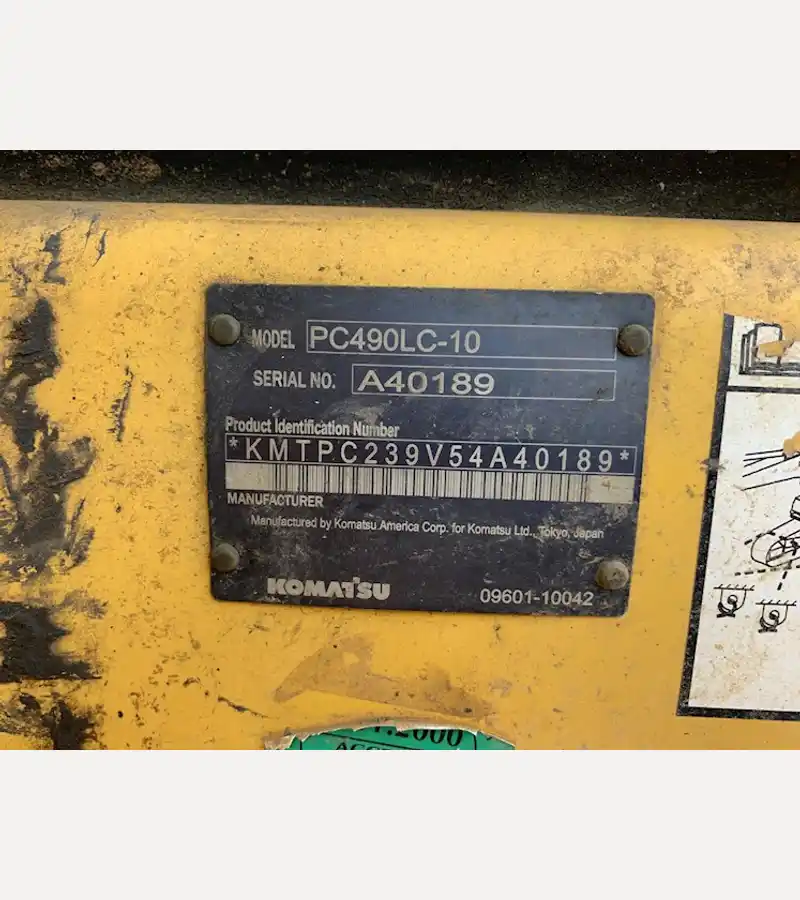 MODEL PC490LC-10
SERIAL NO. A40189
Product Identification Number
*KMTPC239V54A40189*
MANUFACTURER
Manufactured by Komatsu America Corp. for Komatsu Ltd., Tokyo, Japan
KOMATSU 09601-10042